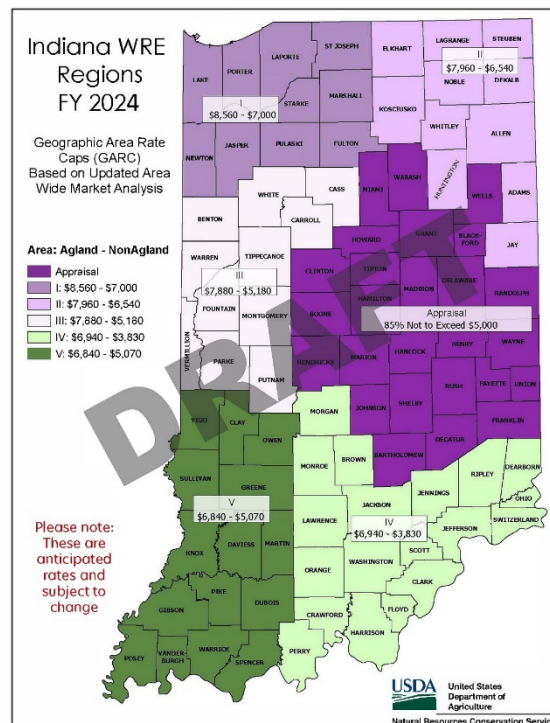 Indiana WRE
Regions
FY 2024
Geographic Area Rate
Caps (GARC)
Based on Updated Area
Wide Market Analysis
Area: Agland - NonAgland
Appraisal
I: $8,560 - $7,000
II: $7,960 - $6,540
III: $7,880 - $5,180
IV: $6,940 - $3,830
V: $6,840 - $5,070
Please note:
These are
anticipated
rates and
subject to
change
DRAFT
LAKE
PORTER
LAPORTE
ST JOSEPH
ELKHART
LAGRANGE
STEUBEN
II
$7,960 - $6,540
NOBLE
DEKALB
I
$8,560 - $7,000
STARKE
MARSHALL
KOSCIUSKO
WHITLEY
ALLEN
NEWTON
JASPER
PULASKI
FULTON
MIAMI
WABASH
HUNTINGTON
WELLS
ADAMS
WHITE
CASS
BENTON
CARROLL
HOWARD
GRANT
BLACK-
FORD
JAY
WARREN
TIPPECANOE
CLINTON
TIPTON
MADISON
DELAWARE
RANDOLPH
III
$7,880 - $5,180
FOUNTAIN
MONTGOMERY
BOONE
HAMILTON
Appraisal
85% Not to Exceed $5,000
VERMILLION
PARKE
PUTNAM
HENDRICKS
MARION
HANCOCK
HENRY
WAYNE
RUSH
FAYETTE
UNION
VIGO
CLAY
OWEN
MORGAN
JOHNSON
SHELBY
DECATUR
FRANKLIN
SULLIVAN
GREENE
MONROE
BROWN
BARTHOLOMEW
JENNINGS
RIPLEY
DEARBORN
OHIO
SWITZERLAND
V
$6,840 - $5,070
LAWRENCE
JACKSON
IV
$6,940 - $3,830
JEFFERSON
KNOX
DAVIESS
MARTIN
ORANGE
WASHINGTON
SCOTT
CLARK
GIBSON
PIKE
DUBOIS
CRAWFORD
FLOYD
HARRISON
POSEY
VANDER-
BURGH
WARRICK
SPENCER
PERRY
USDA
United States
Department of
Agriculture
Natural Resources Conservation Service